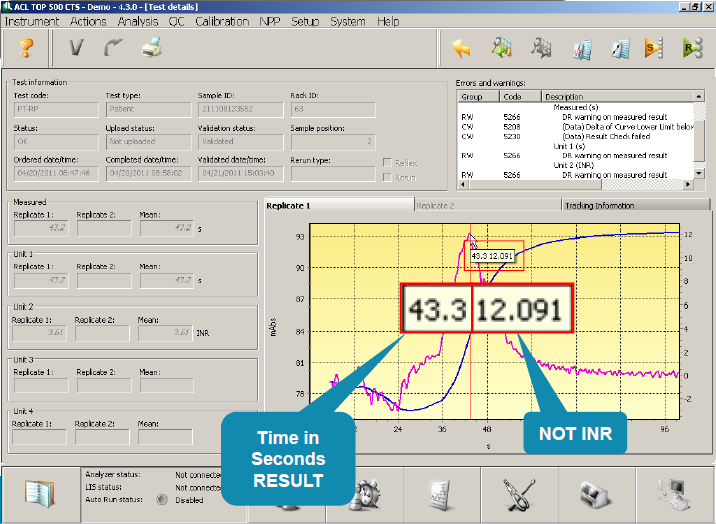 ACL TOP 500 CTS - Demo - 4.3.0 - [Test details]
Instrument Actions Analysis QC Calibration NPP Setup System Help
Test information
Test code: Test type: Sample ID: Rack ID:
PT-RP Patient 211108123552 63
Status: Upload status: Validation status: Sample position:
OK Not uploaded Validated 2
Ordered date/time: Completed date/time: Validated date/time: Rerun type:
04/20/2011 08:47:46 04/20/2011 08:58:02 04/21/2011 15:03:40
Reflex
Rerun
Errors and warnings:
Group Code Description
Measured (s)
RW 5266 DR warning on measured result
CW 5208 (Data) Delta of Curve Lower Limit below
CW 5230 (Data) Result Check failed
Unit 1 (s)
RW 5266 DR warning on measured result
Unit 2 (INR)
RW 5266 DR warning on measured result
Measured
Replicate 1: Replicate 2: Mean:
43.2 43.2 s
Unit 1
Replicate 1: Replicate 2: Mean:
43.2 43.2 s
Unit 2
Replicate 1: Replicate 2: Mean:
3.61 3.61 INR
Unit 3
Replicate 1: Replicate 2: Mean:
Unit 4
Replicate 1: Replicate 2: Mean:
Replicate 1 Replicate 2 Tracking Information
93
90
87
84
81
78
mAbs
12
10
8
6
4
2
0
-2
43.3 12.091
43.3 12.091
12 24 48 96
s
Time in
Seconds
RESULT
NOT INR
Analyzer status: Not connected
LIS status: Not connected
Auto Run status: Disabled
S
R